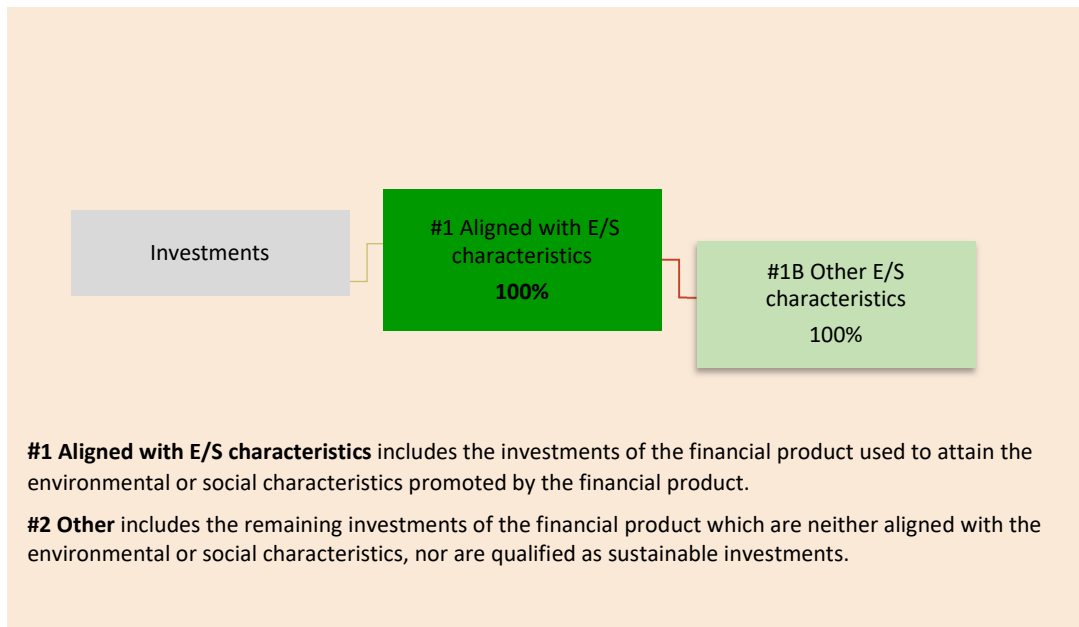 Investments
#1 Aligned with E/S
characteristics
100%
#1B Other E/S
characteristics
100%
#1 Aligned with E/S characteristics includes the investments of the financial product used to attain the
environmental or social characteristics promoted by the financial product.
#2 Other includes the remaining investments of the financial product which are neither aligned with the
environmental or social characteristics, nor are qualified as sustainable investments.